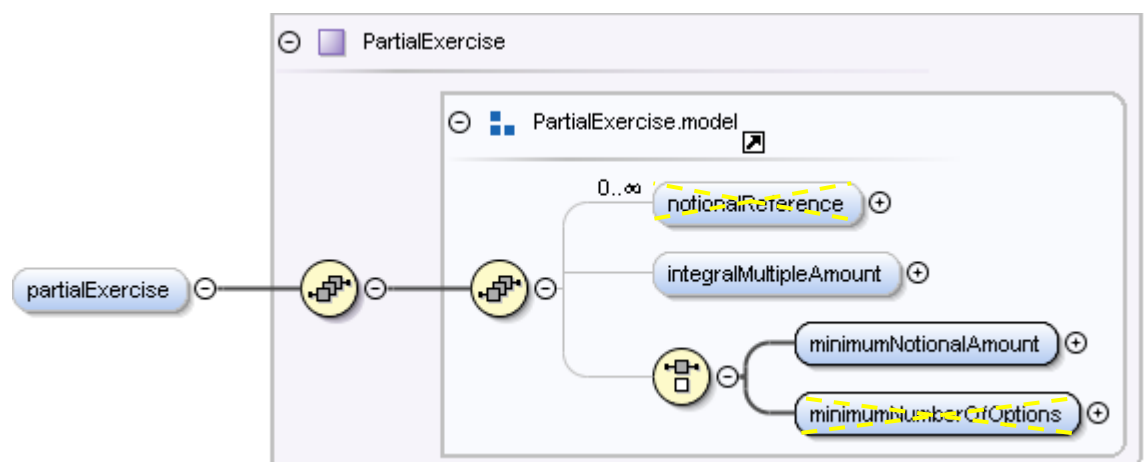 PartialExercise
PartialExercise.model
0..∞
notionalReference
integralMultipleAmount
partialExercise
minimumNotionalAmount
minimumNumberOfOptions